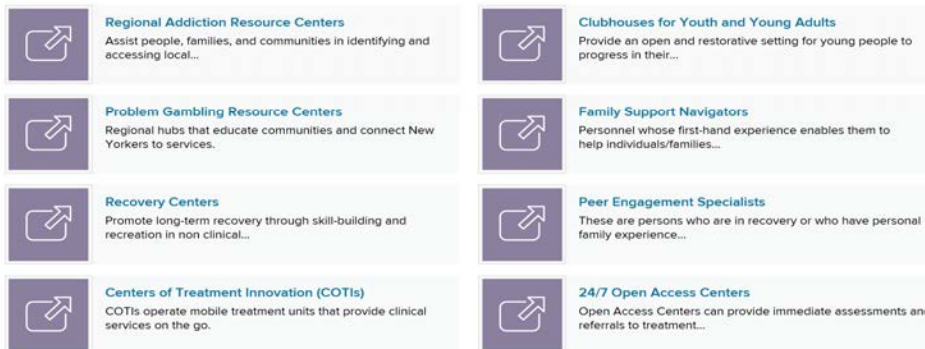 Regional Addiction Resource Centers
Assist people, families, and communities in identifying and
accessing local...
Clubhouses for Youth and Young Adults
Provide an open and restorative setting for young people to
progress in their...
Problem Gambling Resource Centers
Regional hubs that educate communities and connect New
Yorkers to services.
Family Support Navigators
Personnel whose first-hand experience enables them to
help individuals/families...
Recovery Centers
Promote long-term recovery through skill-building and
recreation in non clinical...
Peer Engagement Specialists
These are persons who are in recovery or who have personal
family experience...
Centers of Treatment Innovation (COTIs)
COTIs operate mobile treatment units that provide clinical
services on the go.
24/7 Open Access Centers
Open Access Centers can provide immediate assessments and
referrals to treatment...